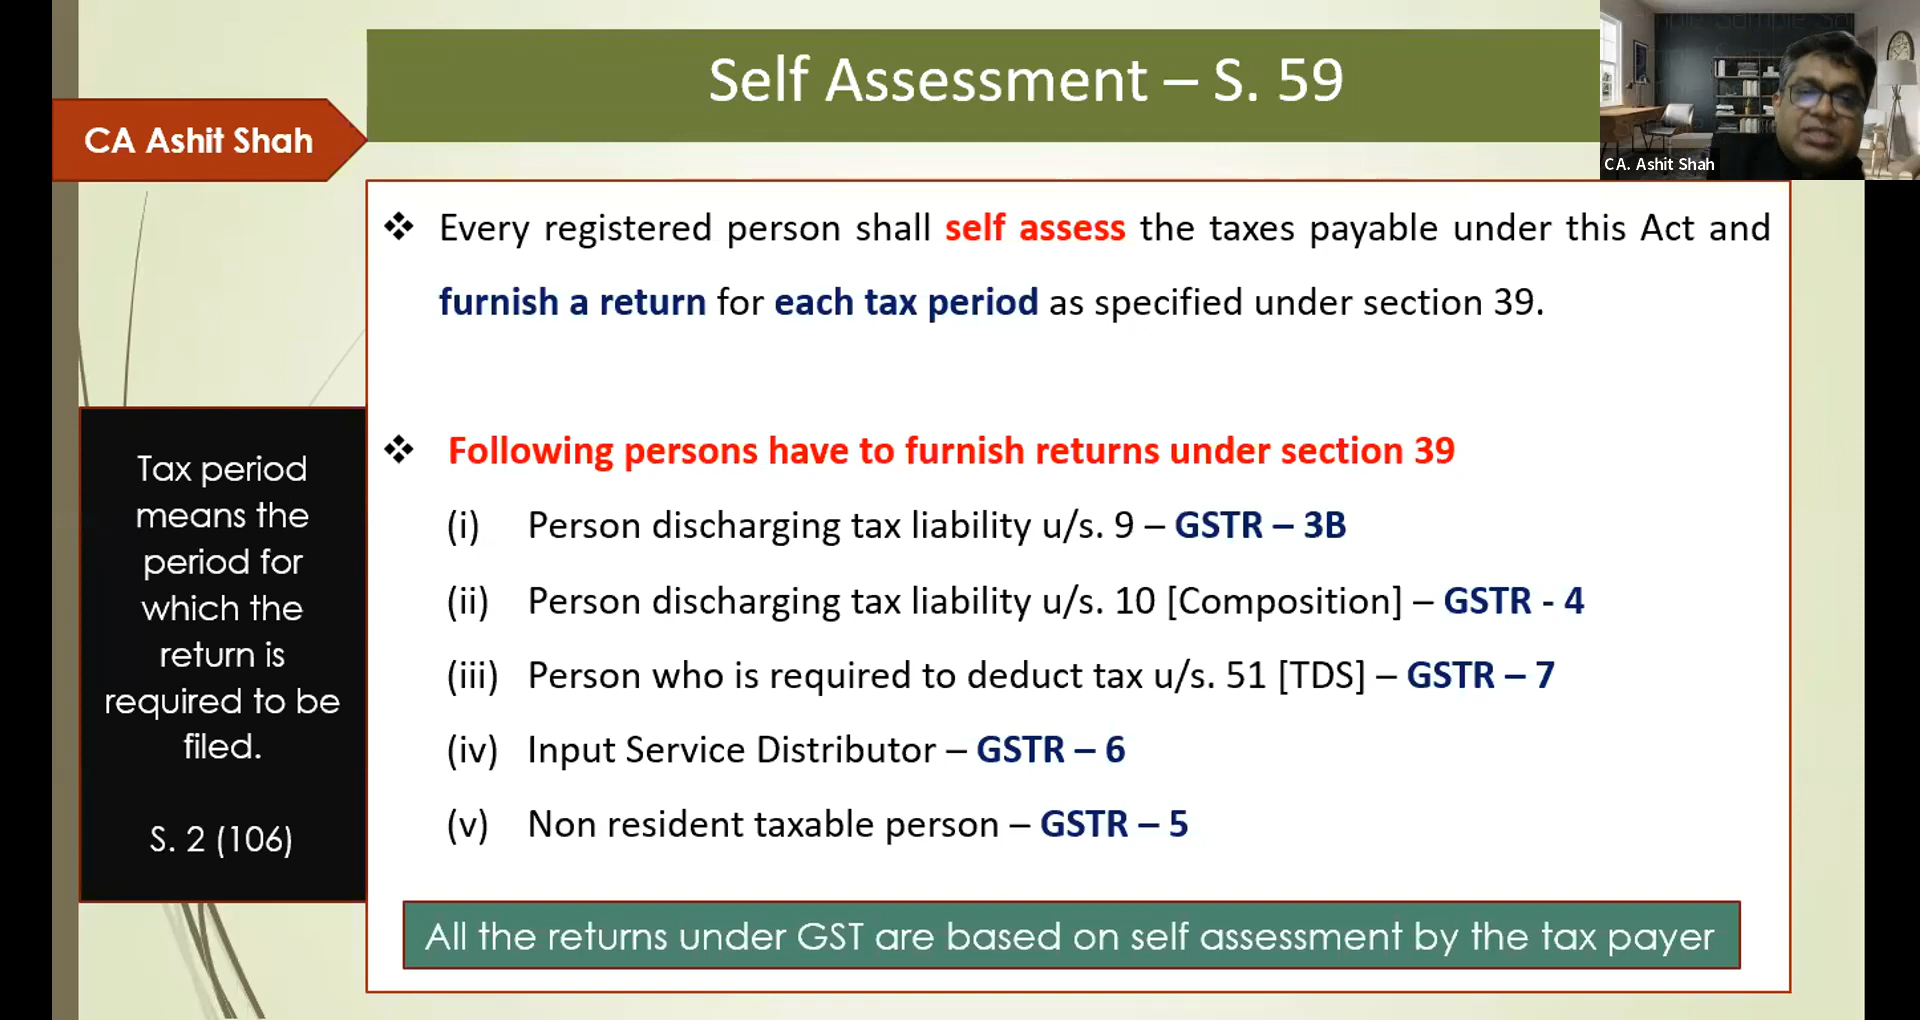 Self Assessment – S. 59
CA Ashit Shah
CA. Ashit Shah
❖ Every registered person shall self assess the taxes payable under this Act and
furnish a return for each tax period as specified under section 39.
❖ Following persons have to furnish returns under section 39
(i) Person discharging tax liability u/s. 9 – GSTR – 3B
(ii) Person discharging tax liability u/s. 10 [Composition] – GSTR - 4
(iii) Person who is required to deduct tax u/s. 51 [TDS] – GSTR – 7
(iv) Input Service Distributor – GSTR – 6
(v) Non resident taxable person – GSTR – 5
Tax period
means the
period for
which the
return is
required to be
filed.
S. 2 (106)
All the returns under GST are based on self assessment by the tax payer